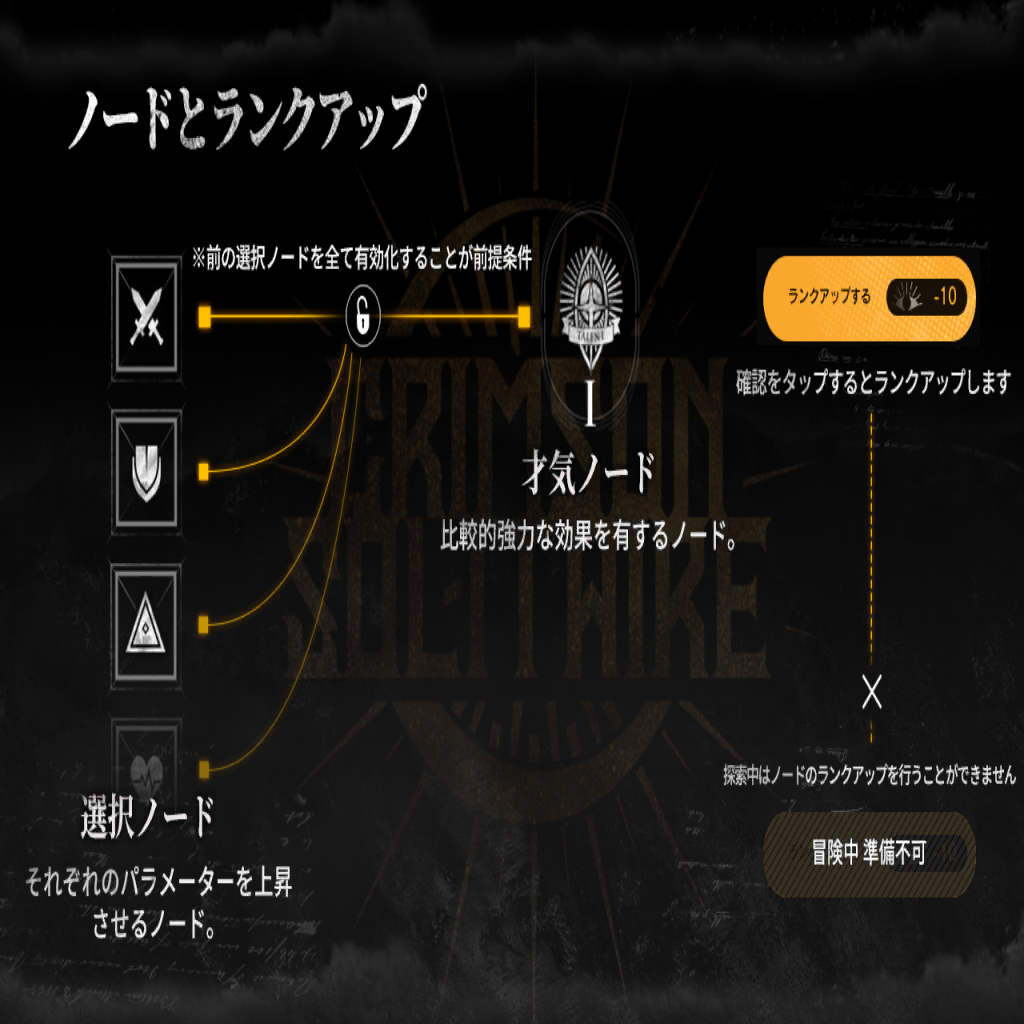 ノードとランクアップ
※前の選択ノードを全て有効化することが前提条件
TALENT
I
才気ノード
比較的強力な効果を有するノード。
選択ノード
それぞれのパラメーターを上昇
させるノード。
ランクアップする -10
確認をタップするとランクアップします
探索中はノードのランクアップを行うことができません
冒険中 準備不可
CRIMSON
SOLITAIRE